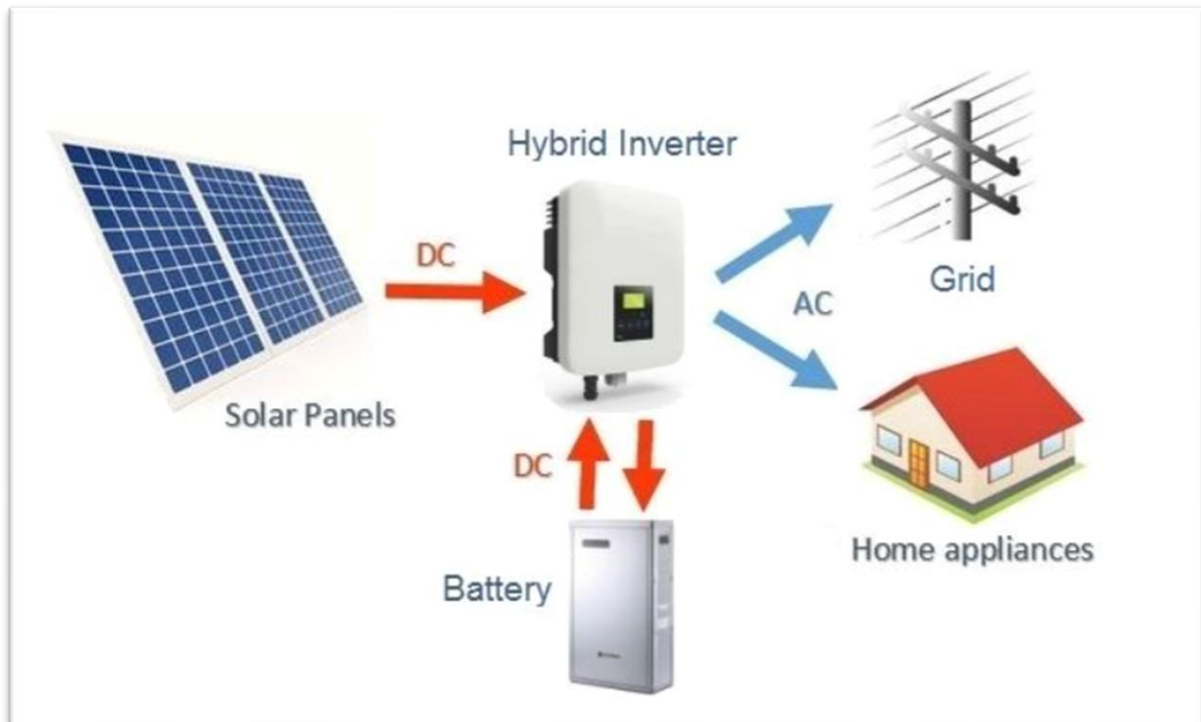 Hybrid Inverter
DC
Grid
AC
Solar Panels
DC
Home appliances
Battery